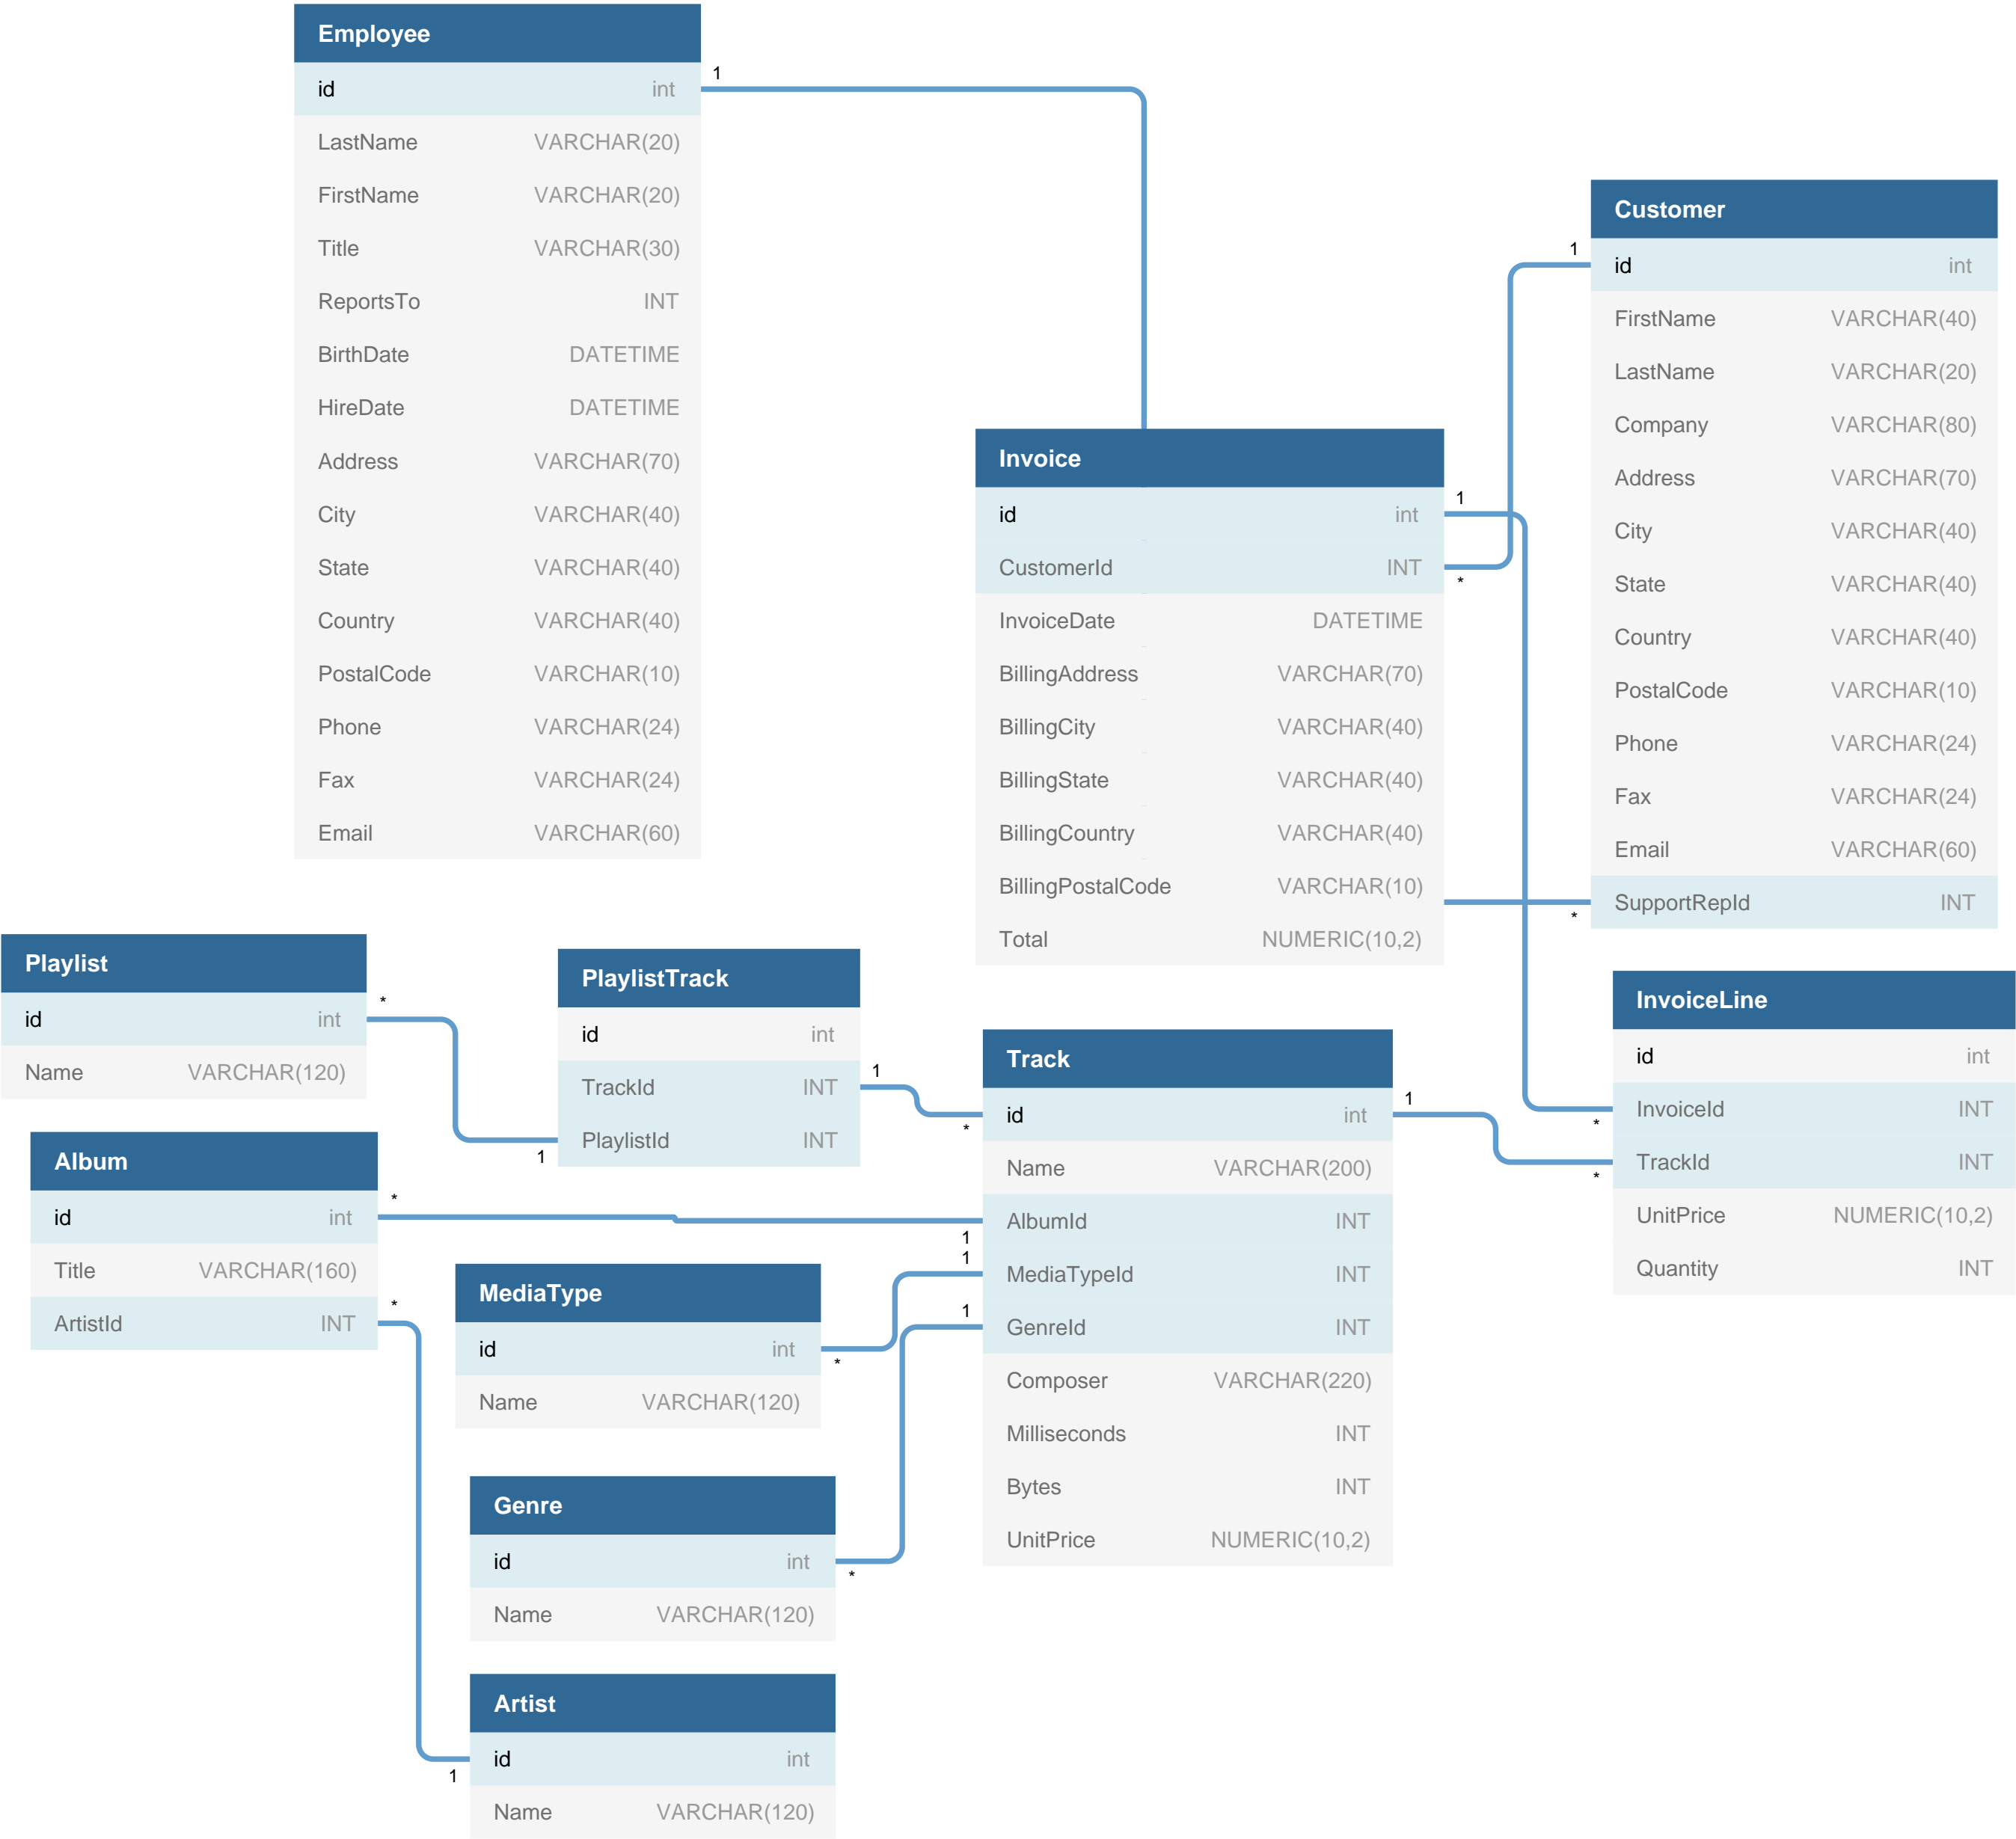 Employee
id int
LastName VARCHAR(20)
FirstName VARCHAR(20)
Title VARCHAR(30)
ReportsTo INT
BirthDate DATETIME
HireDate DATETIME
Address VARCHAR(70)
City VARCHAR(40)
State VARCHAR(40)
Country VARCHAR(40)
PostalCode VARCHAR(10)
Phone VARCHAR(24)
Fax VARCHAR(24)
Email VARCHAR(60)
1
Customer
1
id int
FirstName VARCHAR(40)
LastName VARCHAR(20)
Company VARCHAR(80)
Address VARCHAR(70)
City VARCHAR(40)
State VARCHAR(40)
Country VARCHAR(40)
PostalCode VARCHAR(10)
Phone VARCHAR(24)
Fax VARCHAR(24)
Email VARCHAR(60)
SupportRepId INT
*
Invoice
id int
1
CustomerId INT
*
InvoiceDate DATETIME
BillingAddress VARCHAR(70)
BillingCity VARCHAR(40)
BillingState VARCHAR(40)
BillingCountry VARCHAR(40)
BillingPostalCode VARCHAR(10)
Total NUMERIC(10,2)
Playlist
*
id int
Name VARCHAR(120)
PlaylistTrack
id int
TrackId INT
1
PlaylistId INT
1
Track
id int
*
1
Name VARCHAR(200)
AlbumId INT
1
MediaTypeId INT
1
GenreId INT
1
Composer VARCHAR(220)
Milliseconds INT
Bytes INT
UnitPrice NUMERIC(10,2)
InvoiceLine
id int
InvoiceId INT
*
TrackId INT
*
UnitPrice NUMERIC(10,2)
Quantity INT
Album
*
id int
Title VARCHAR(160)
*
ArtistId INT
MediaType
id int
*
Name VARCHAR(120)
Genre
id int
*
Name VARCHAR(120)
Artist
id int
1
Name VARCHAR(120)